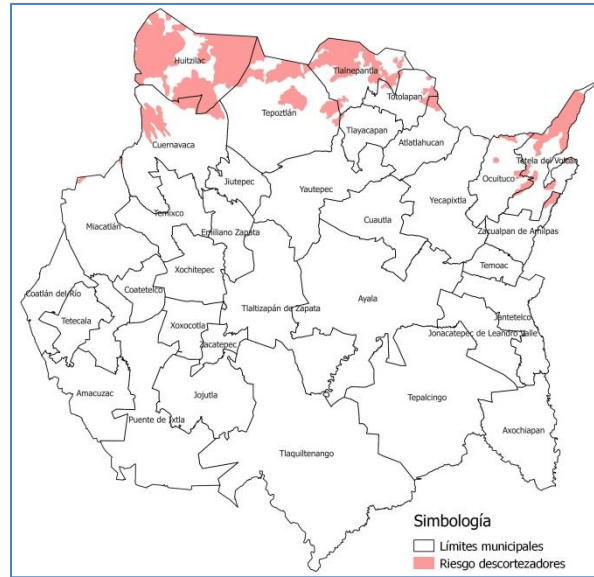 Huitzilac
Tlalnepantla
Totolapan
Tepoztlán
Tlayacapan
Atlatlahucan
Cuernavaca
Tetela del Volcán
Ocuituco
Jiutepec
Yautepec
Yecapixtla
Temixco
Cuautla
Miacatlán
Emiliano Zapata
Zacualpan de Amilpas
Xochitepec
Temoac
Coatlán del Río
Coatetelco
Ayala
Tlaltizapán de Zapata
Jantetelco
Tetecala
Xoxocotla
Jonacatepec de Leandro Valle
Zacatepec
Amacuzac
Jojutla
Tepalcingo
Puente de Ixtla
Axochiapan
Tlaquiltenango
Simbología
Límites municipales
Riesgo descortezadores